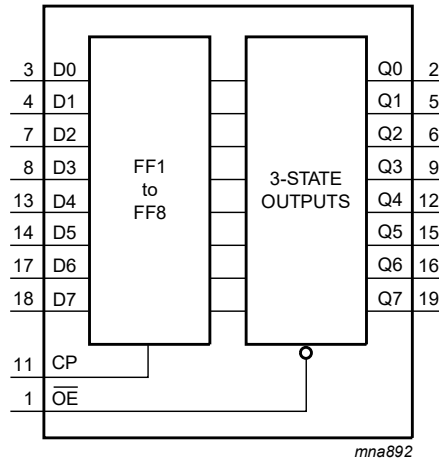 3 D0 Q0 2
4 D1 Q1 5
7 D2 Q2 6
8 D3 Q3 9
13 D4 Q4 12
14 D5 Q5 15
17 D6 Q6 16
18 D7 Q7 19
FF1
to
FF8
3-STATE
OUTPUTS
11 CP
1 OE
mna892